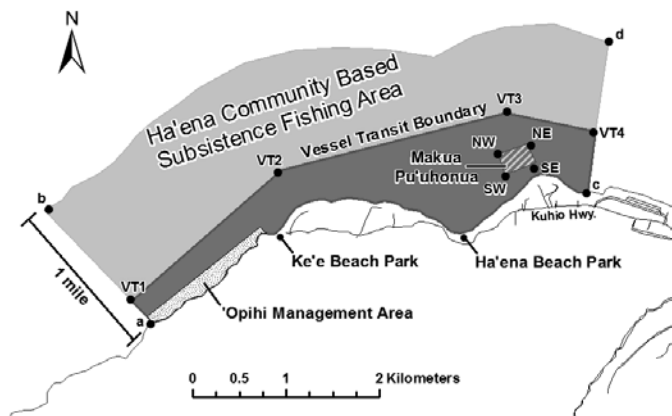 N
d
Ha'ena Community Based
Subsistence Fishing Area
Vessel Transit Boundary
VT3
VT4
NE
NW
VT2
Makua
Pu'uhonua
SE
SW
b
c
Kuhio Hwy.
Ke'e Beach Park
Ha'ena Beach Park
VT1
1 mile
a
'Opihi Management Area
0 0.5 1 2 Kilometers